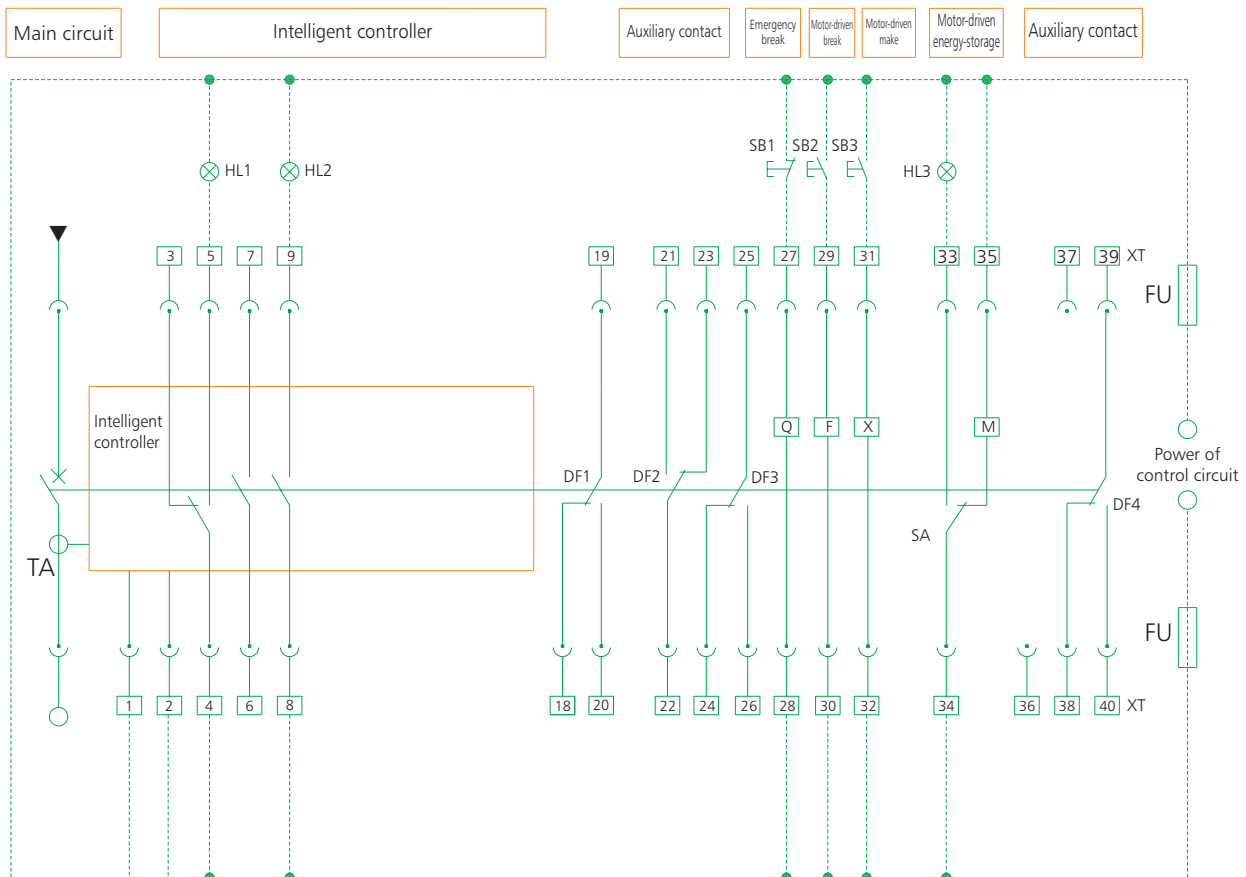 Main circuit
Intelligent controller
Auxiliary contact
Emergency
break
Motor-driven
break
Motor-driven
make
Motor-driven
energy-storage
Auxiliary contact
HL1
HL2
SB1
SB2
SB3
HL3
3
5
7
9
19
21
23
25
27
29
31
33
35
37
39
XT
FU
Intelligent
controller
Q
F
X
M
Power of
control circuit
DF1
DF2
DF3
DF4
SA
TA
FU
1
2
4
6
8
18
20
22
24
26
28
30
32
34
36
38
40
XT